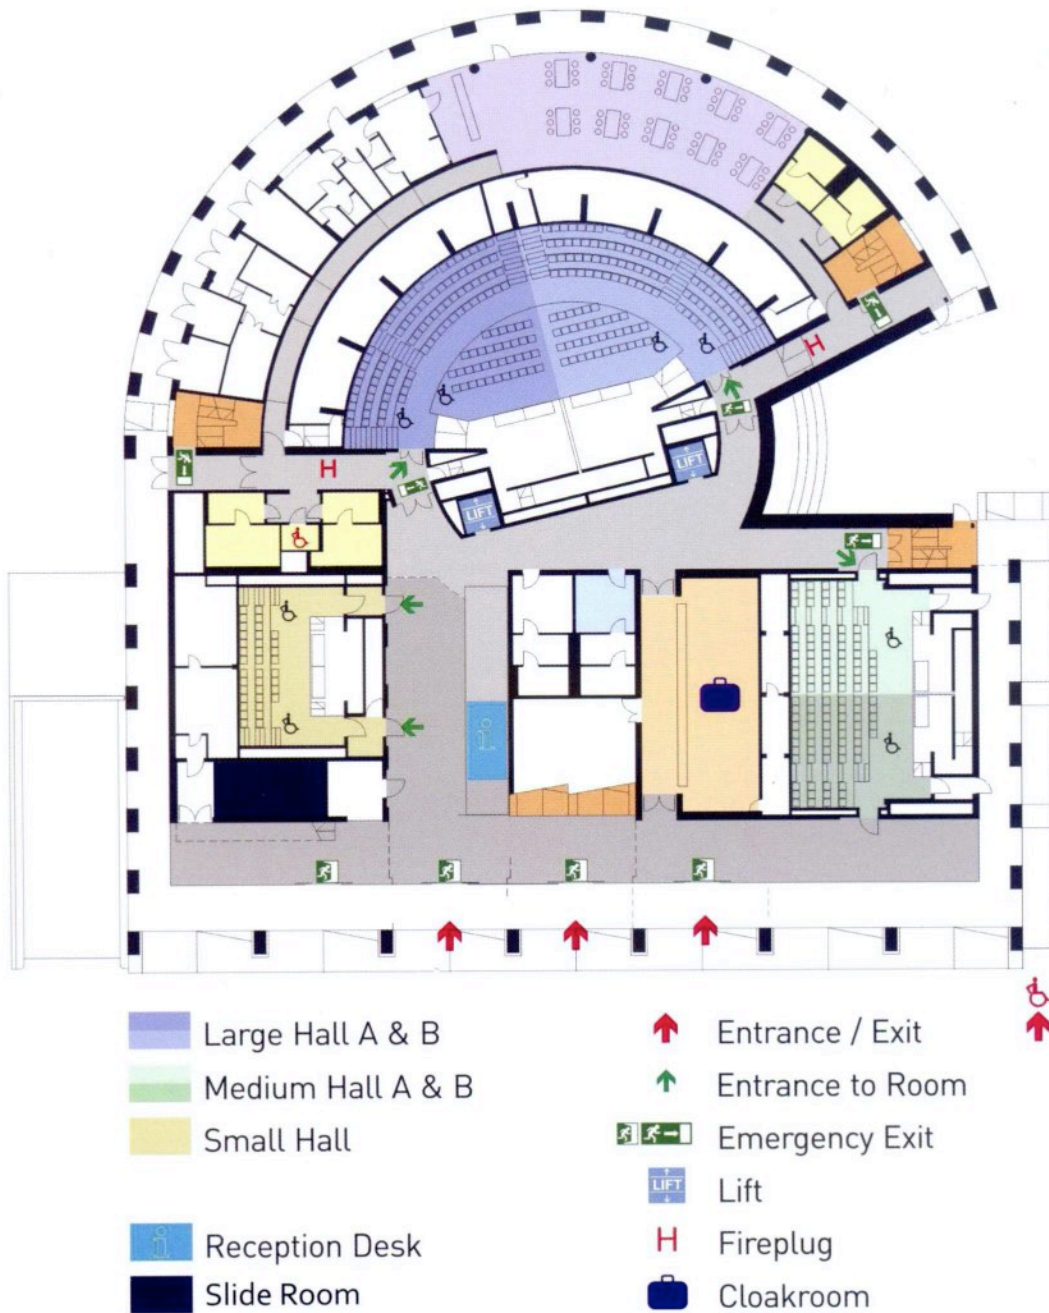 H
H
LIFT
LIFT
i
Large Hall A & B
Medium Hall A & B
Small Hall
Reception Desk
Slide Room
Entrance / Exit
Entrance to Room
Emergency Exit
LIFT Lift
H Fireplug
Cloakroom